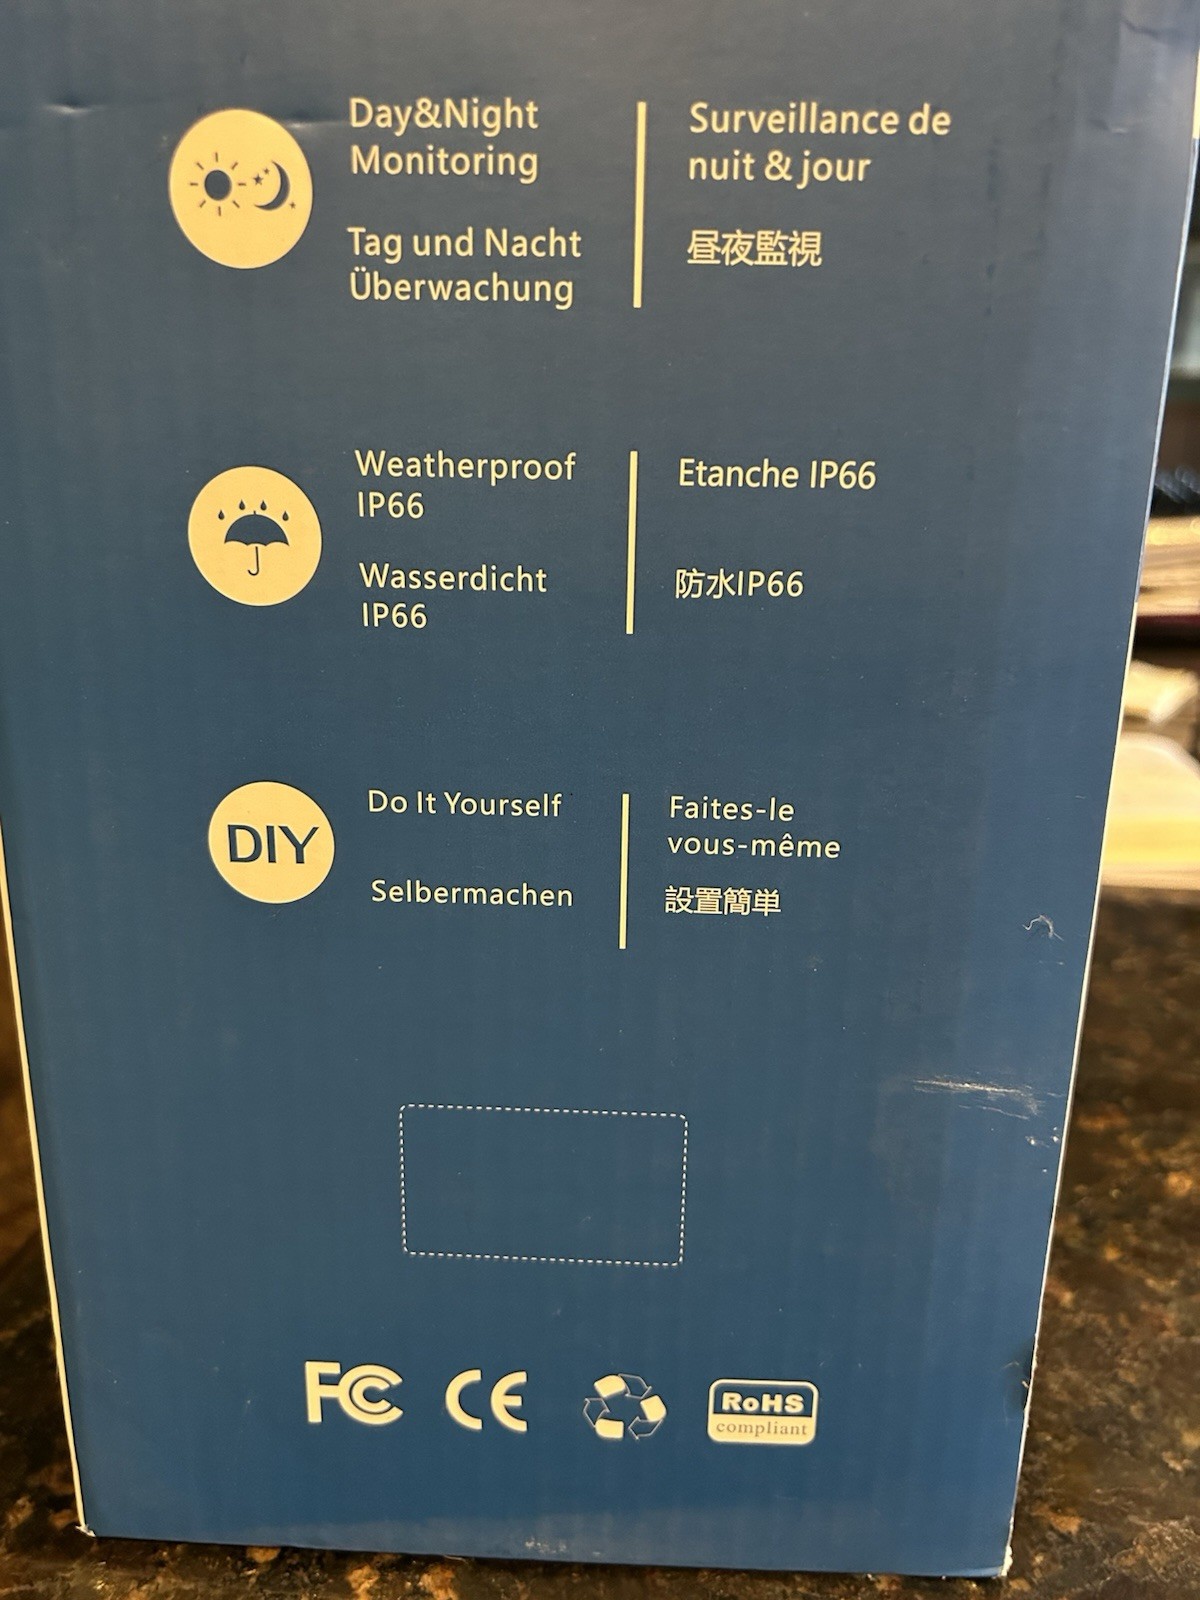 Day&Night
Monitoring
Tag und Nacht
Überwachung
Surveillance de
nuit & jour
昼夜監視
Weatherproof
IP66
Wasserdicht
IP66
Etanche IP66
防水IP66
DIY
Do It Yourself
Selbermachen
Faites-le
vous-même
設置簡単
FC CE RoHS
compliant